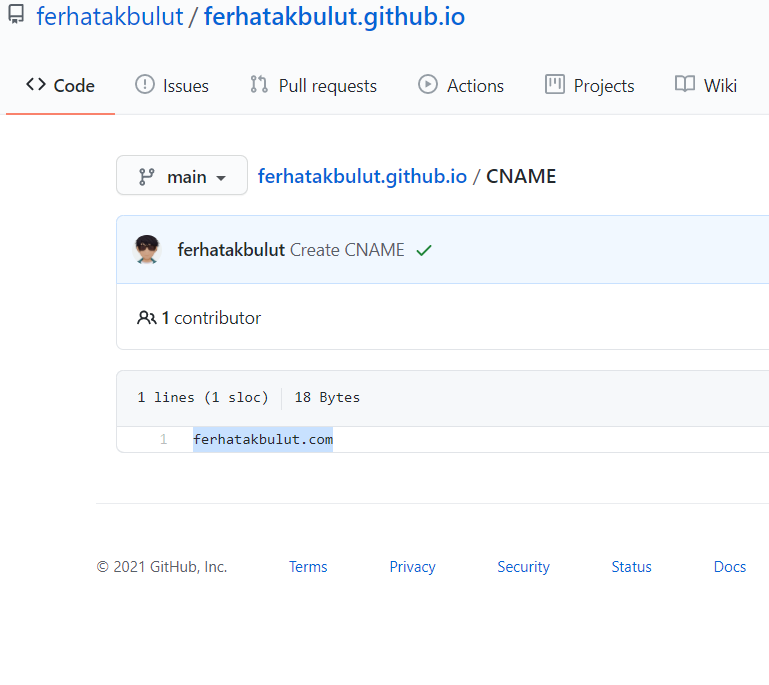 ferhatakbulut / ferhatakbulut.github.io
Code Issues Pull requests Actions Projects Wiki
main ferhatakbulut.github.io / CNAME
ferhatakbulut Create CNAME
1 contributor
1 lines (1 sloc) 18 Bytes
1 ferhatakbulut.com
© 2021 GitHub, Inc. Terms Privacy Security Status Docs